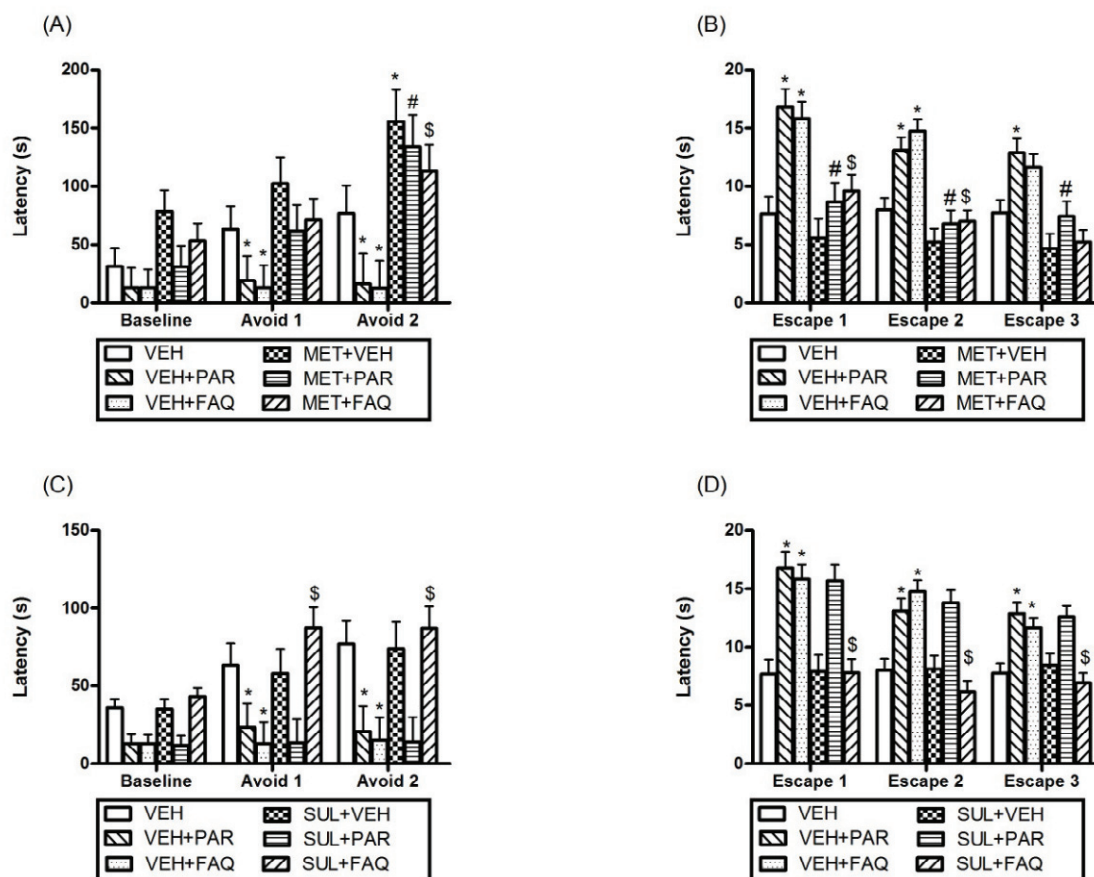 (A)
200
150
100
50
0
Latency (s)
* * * * * # $
Baseline Avoid 1 Avoid 2
VEH MET+VEH
VEH+PAR MET+PAR
VEH+FAQ MET+FAQ
(B)
20
15
10
5
0
Latency (s)
* * # $ * * # $ * #
Escape 1 Escape 2 Escape 3
VEH MET+VEH
VEH+PAR MET+PAR
VEH+FAQ MET+FAQ
(C)
150
100
50
0
Latency (s)
* * $ * * $
Baseline Avoid 1 Avoid 2
VEH SUL+VEH
VEH+PAR SUL+PAR
VEH+FAQ SUL+FAQ
(D)
20
15
10
5
0
Latency (s)
* * $ * * $ * * $
Escape 1 Escape 2 Escape 3
VEH SUL+VEH
VEH+PAR SUL+PAR
VEH+FAQ SUL+FAQ